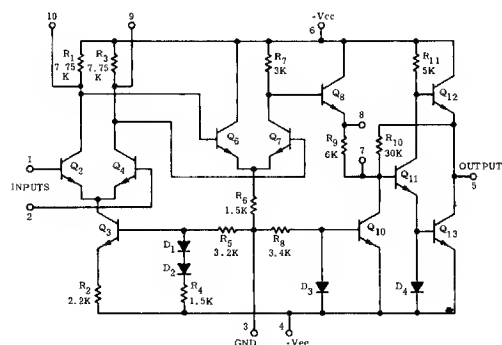 10
9
-Vcc
6
R1
7.75
K
R3
7.75
K
R7
3K
R11
5K
Q8
Q12
8
R9
6K
7
R10
30K
1
Q2
Q4
Q6
Q7
Q11
OUTPUT
5
INPUTS
2
R6
1.5K
Q3
D1
R5
3.2K
R8
3.4K
Q10
Q13
D2
R2
2.2K
R4
1.5K
D3
D4
3
GND
4
-Vcc